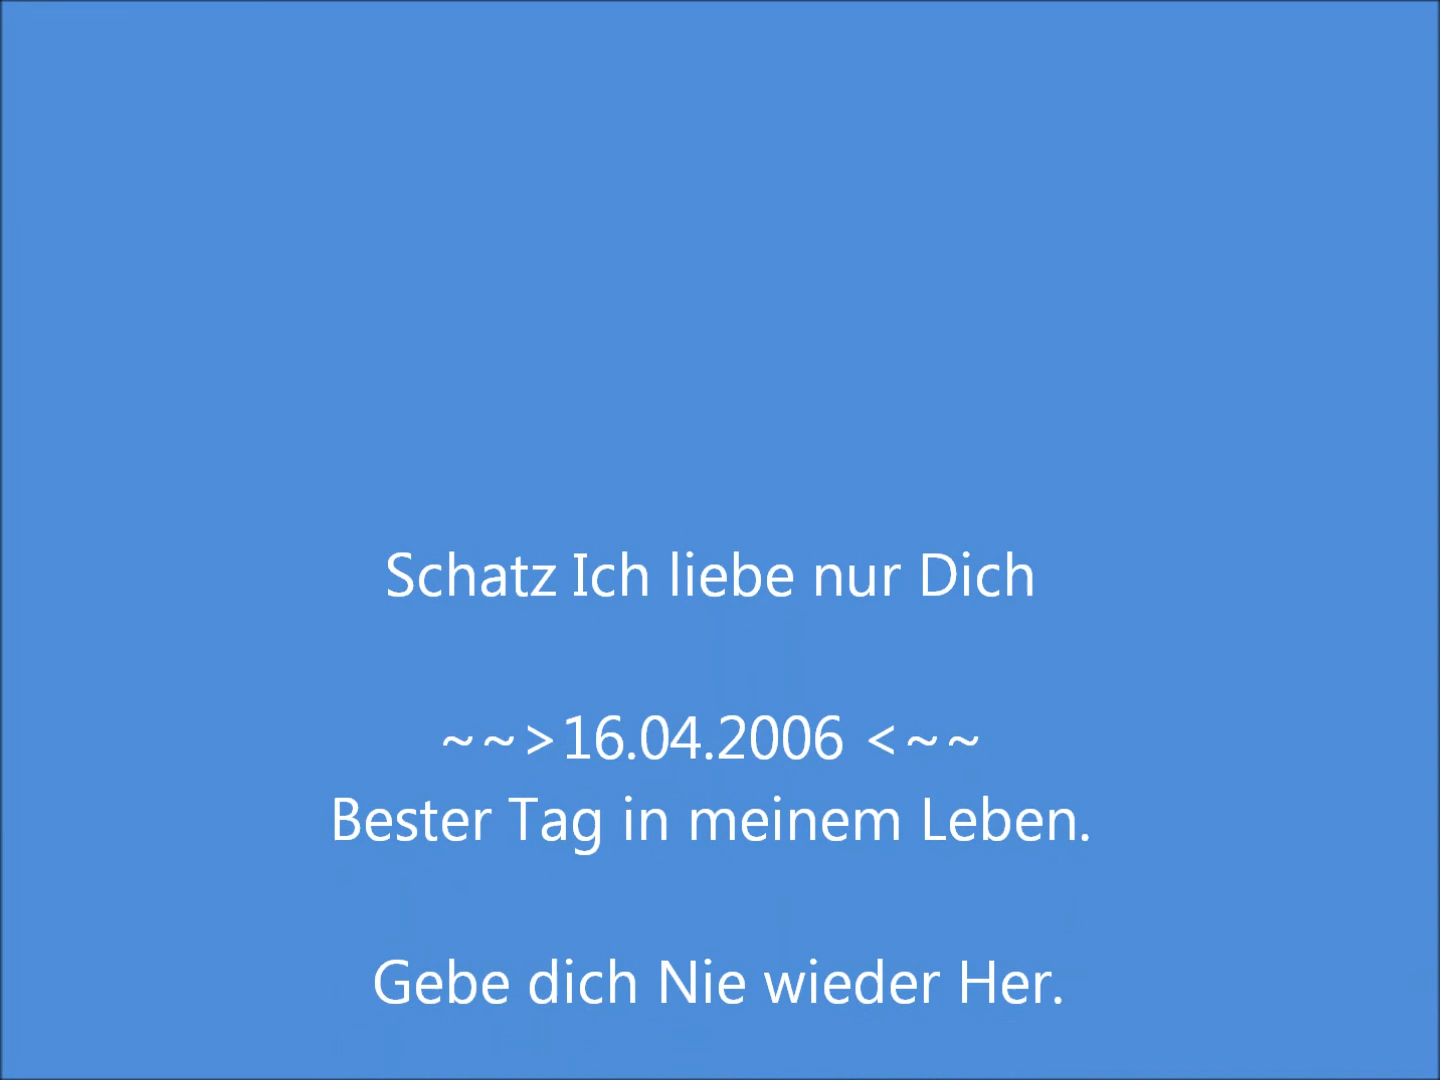 Schatz Ich liebe nur Dich
~~>16.04.2006 <~~
Bester Tag in meinem Leben.
Gebe dich Nie wieder Her.